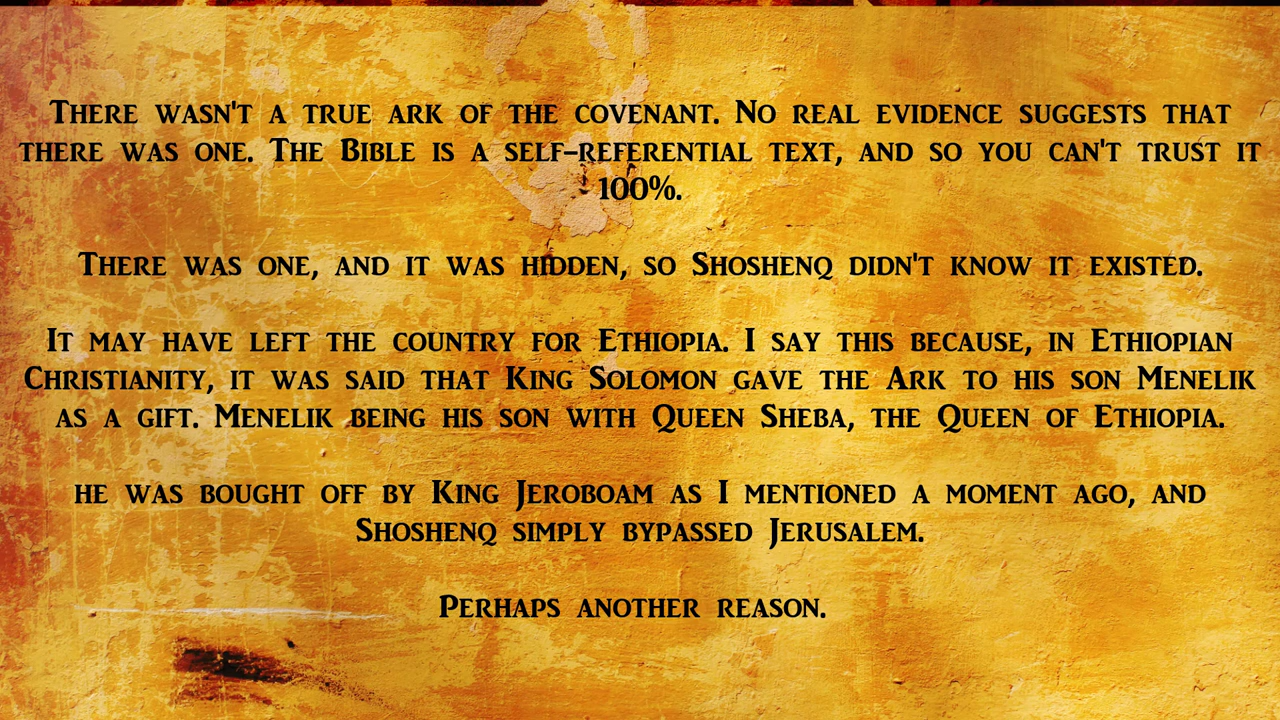 There wasn't a true ark of the covenant. No real evidence suggests that
there was one. The Bible is a self-referential text, and so you can't trust it
100%.
There was one, and it was hidden, so Shoshenq didn't know it existed.
It may have left the country for Ethiopia. I say this because, in Ethiopian
Christianity, it was said that King Solomon gave the Ark to his son Menelik
as a gift. Menelik being his son with Queen Sheba, the Queen of Ethiopia.
he was bought off by King Jeroboam as I mentioned a moment ago, and
Shoshenq simply bypassed Jerusalem.
Perhaps another reason.